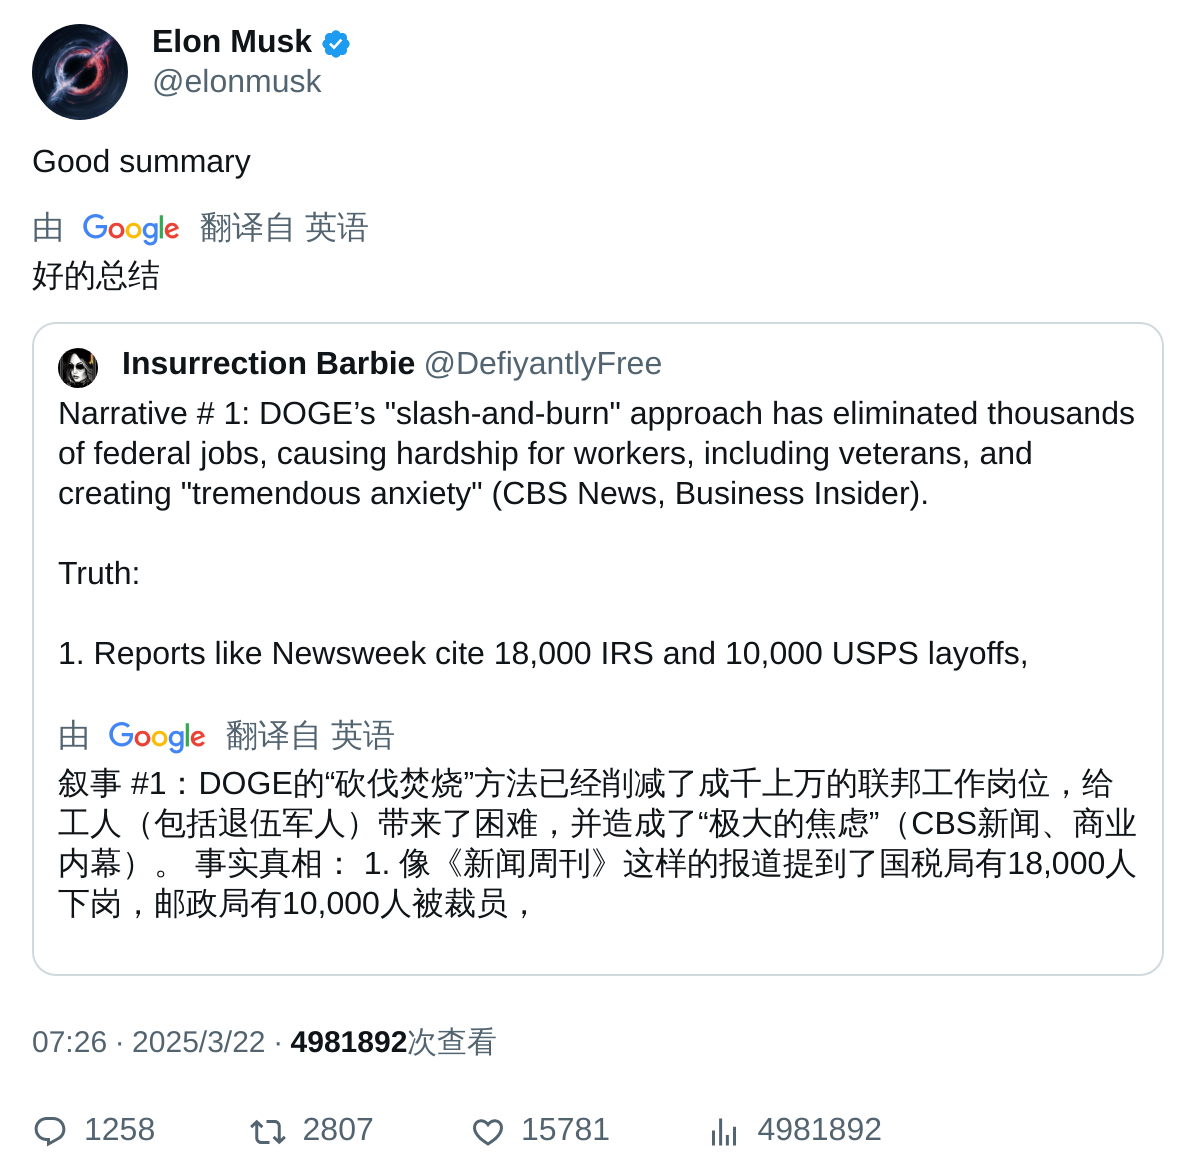 Elon Musk
@elonmusk
Good summary
由 Google 翻译自 英语
好的总结
Insurrection Barbie @DefiyantlyFree
Narrative # 1: DOGE’s "slash-and-burn" approach has eliminated thousands
of federal jobs, causing hardship for workers, including veterans, and
creating "tremendous anxiety" (CBS News, Business Insider).
Truth:
1. Reports like Newsweek cite 18,000 IRS and 10,000 USPS layoffs,
由 Google 翻译自 英语
叙事 #1：DOGE的“砍伐焚烧”方法已经削减了成千上万的联邦工作岗位，给
工人（包括退伍军人）带来了困难，并造成了“极大的焦虑”（CBS新闻、商业
内幕）。 事实真相： 1. 像《新闻周刊》这样的报道提到了国税局有18,000人
下岗，邮政局有10,000人被裁员，
07:26 · 2025/3/22 · 4981892次查看
1258 2807 15781 4981892